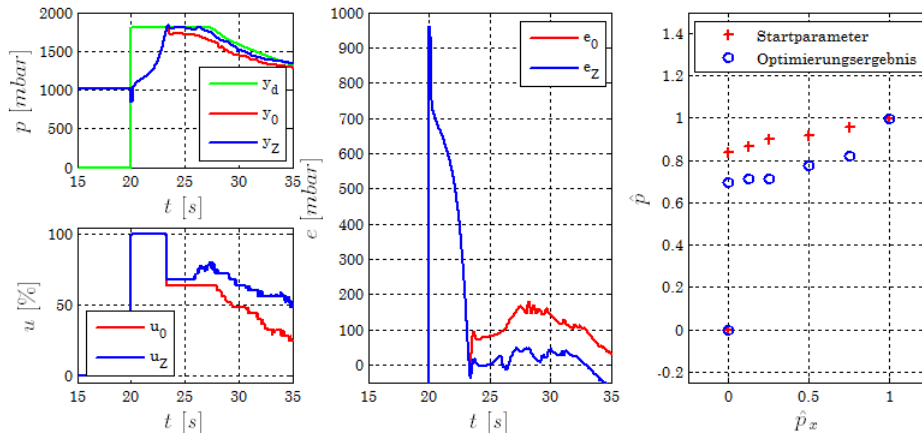 2000
1500
1000
500
0
p [mbar]
y_d
y_0
y_Z
15 20 25 30 35
t [s]
100
50
0
u [%]
u_0
u_Z
15 20 25 30 35
t [s]
1000
900
800
700
600
500
400
300
200
100
0
e [mbar]
e_0
e_Z
15 20 25 30 35
t [s]
1.4
1.2
1
0.8
0.6
0.4
0.2
0
-0.2
p̂
Startparameter
Optimierungsergebnis
0 0.5 1
p̂_x